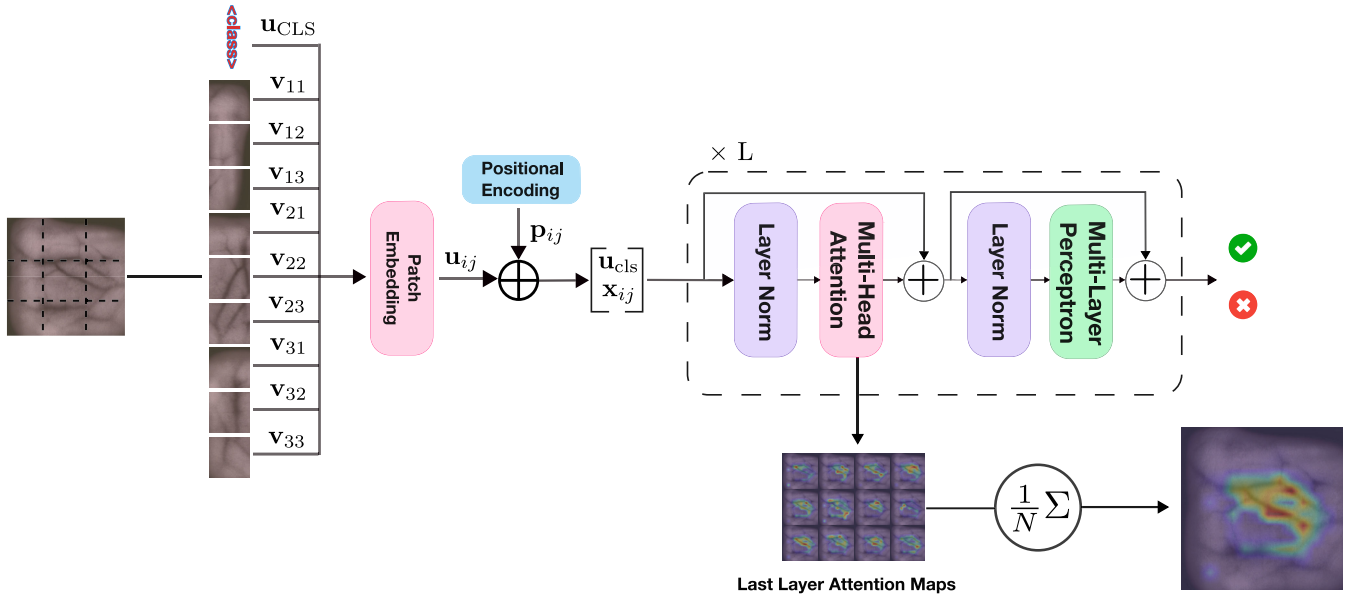 <class>
u_CLS
v_11
v_12
v_13
v_21
v_22
v_23
v_31
v_32
v_33
Patch
Embedding
u_ij
Positional
Encoding
p_ij
u_cls
x_ij
× L
Layer Norm
Multi-Head
Attention
Layer Norm
Multi-Layer
Perceptron
1/N Σ
Last Layer Attention Maps